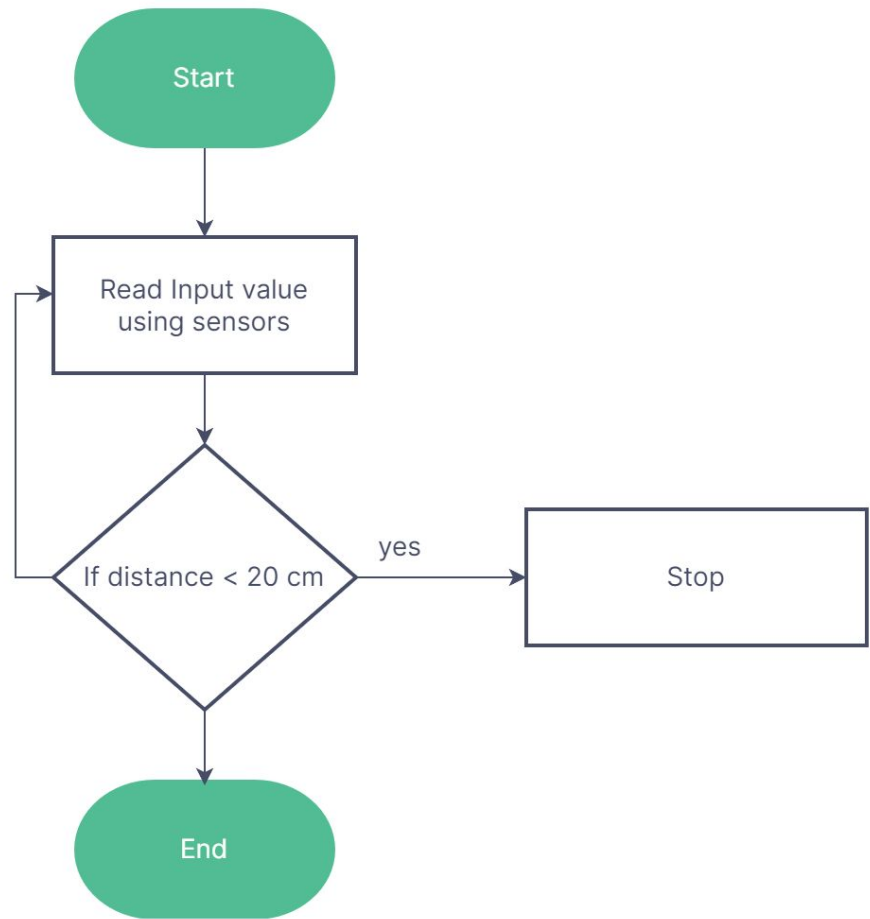 Start
Read Input value
using sensors
If distance < 20 cm
yes
Stop
End